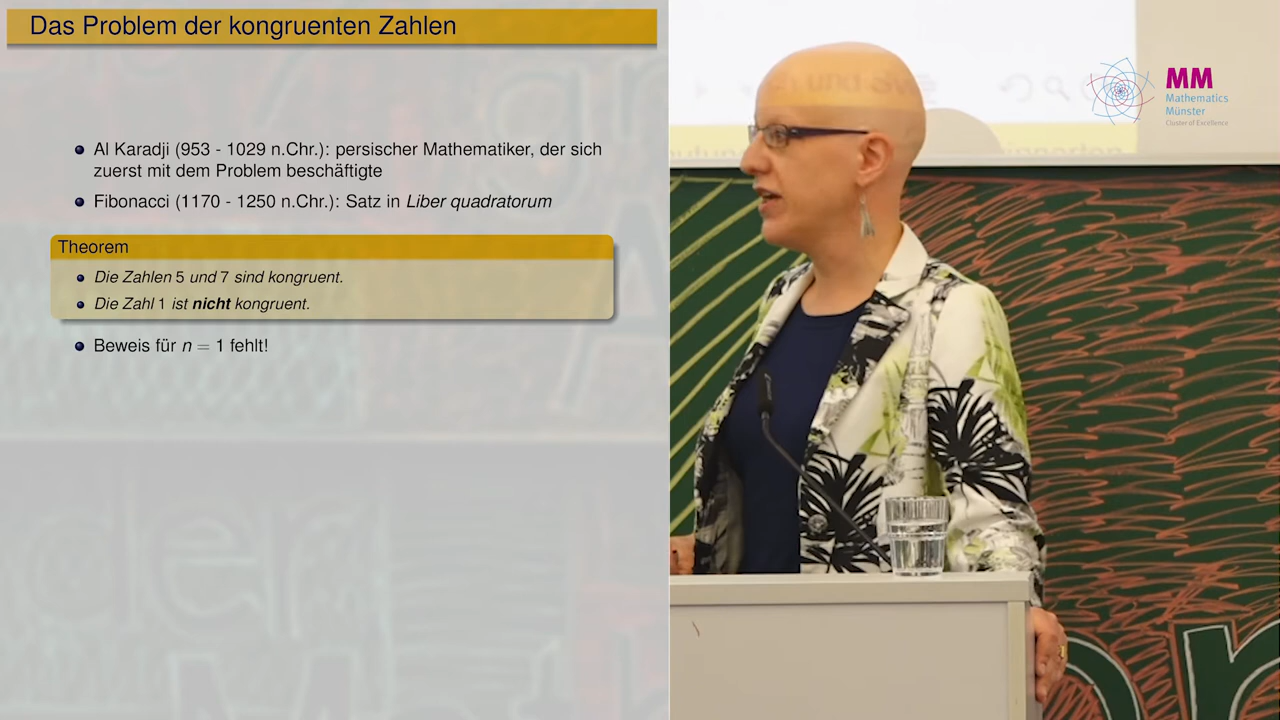 Das Problem der kongruenten Zahlen
Al Karadji (953 - 1029 n.Chr.): persischer Mathematiker, der sich
zuerst mit dem Problem beschäftigte
Fibonacci (1170 - 1250 n.Chr.): Satz in Liber quadratorum
Theorem
Die Zahlen 5 und 7 sind kongruent.
Die Zahl 1 ist nicht kongruent.
Beweis für n = 1 fehlt!
MM
Mathematics
Münster
Cluster of Excellence